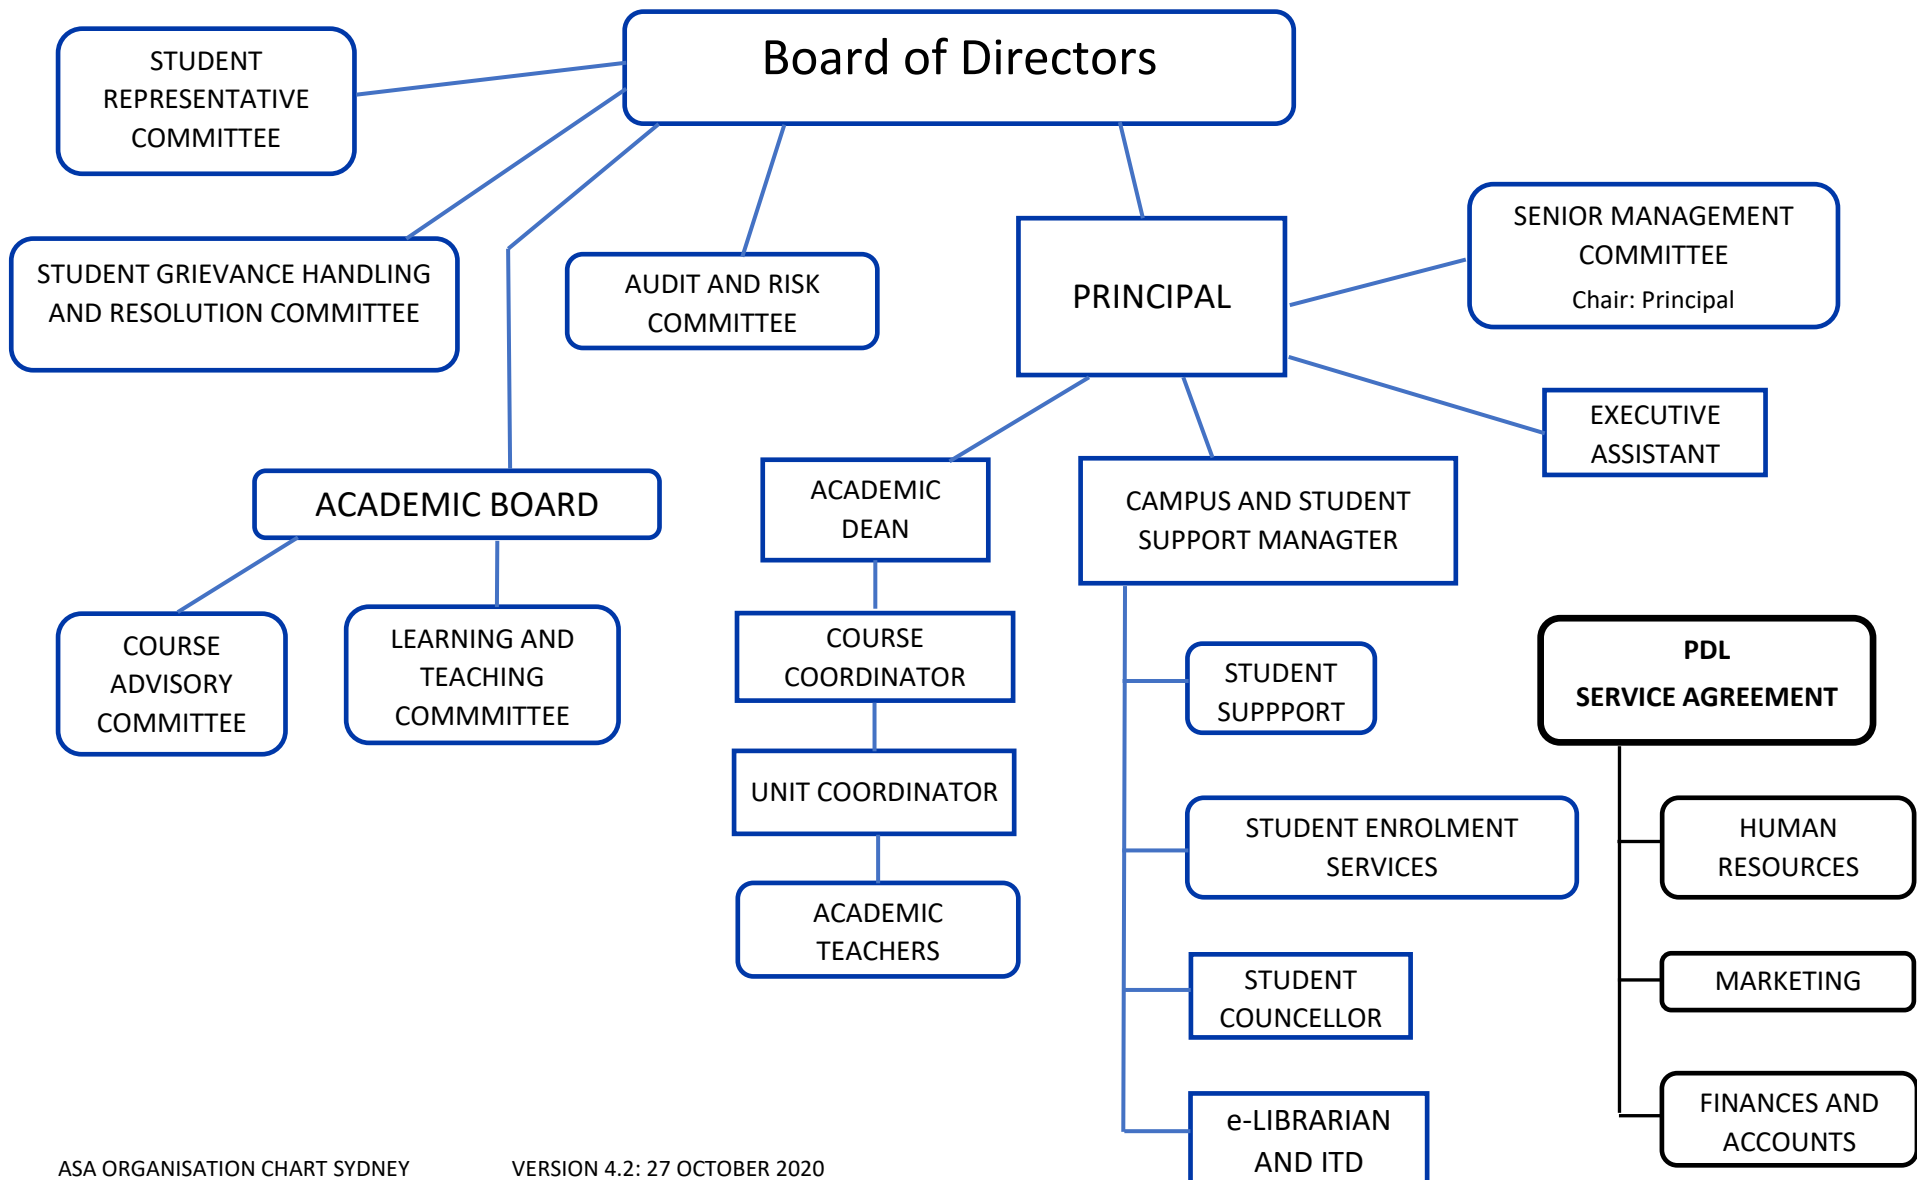 Board of Directors
STUDENT
REPRESENTATIVE
COMMITTEE
STUDENT GRIEVANCE HANDLING
AND RESOLUTION COMMITTEE
AUDIT AND RISK
COMMITTEE
PRINCIPAL
SENIOR MANAGEMENT
COMMITTEE
Chair: Principal
EXECUTIVE
ASSISTANT
ACADEMIC BOARD
ACADEMIC
DEAN
CAMPUS AND STUDENT
SUPPORT MANAGTER
COURSE
ADVISORY
COMMITTEE
LEARNING AND
TEACHING
COMMMITTEE
COURSE
COORDINATOR
UNIT COORDINATOR
ACADEMIC
TEACHERS
STUDENT
SUPPPORT
STUDENT ENROLMENT
SERVICES
STUDENT
COUNCELLOR
e-LIBRARIAN
AND ITD
PDL
SERVICE AGREEMENT
HUMAN
RESOURCES
MARKETING
FINANCES AND
ACCOUNTS
ASA ORGANISATION CHART SYDNEY
VERSION 4.2: 27 OCTOBER 2020